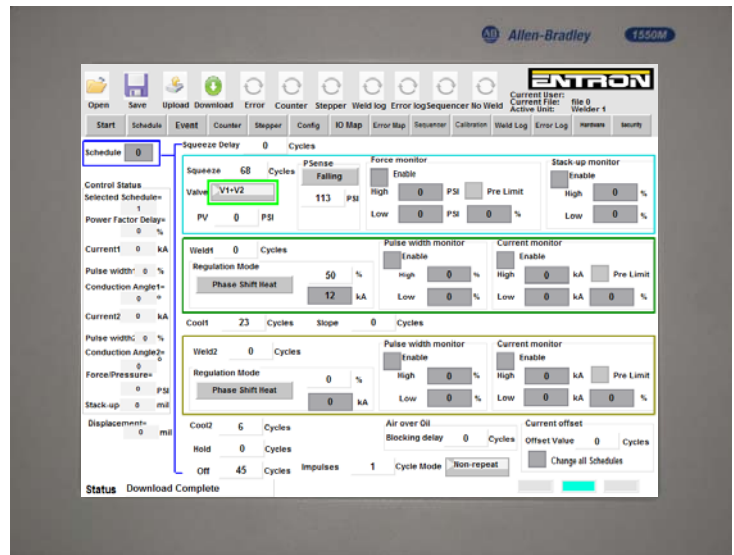 AB Allen-Bradley 1550M
ENTRON
Open Save Upload Download Error Counter Stepper Weld log Error log Sequencer No Weld
Current User:
Current File: file 0
Active Unit: Welder 1
Start Schedule Event Counter Stepper Config IO Map Error Map Sequencer Calibration Weld Log Error Log Hardware Security
Schedule 0
Squeeze Delay 0 Cycles
Squeeze 68 Cycles
Valve V1+V2
PV 0 PSI
PSense
Falling
113 PSI
Force monitor
Enable
High 0 PSI Pre Limit
Low 0 PSI 0 %
Stack-up monitor
Enable
High 0 %
Low 0 %
Control Status
Selected Schedule=
1
Power Factor Delay=
0 %
Current1 0 kA
Pulse width: 0 %
Conduction Angle1=
0 °
Current2 0 kA
Pulse width: 0 %
Conduction Angle2=
0 °
Force/Pressure=
0 PSI
Stack-up 0 mil
Displacement=
0 mil
Weld1 0 Cycles
Regulation Mode
Phase Shift Heat
50 %
12 kA
Pulse width monitor
Enable
High 0 %
Low 0 %
Current monitor
Enable
High 0 kA Pre Limit
Low 0 kA 0 %
Cool1 23 Cycles Slope 0 Cycles
Weld2 0 Cycles
Regulation Mode
Phase Shift Heat
0 %
0 kA
Pulse width monitor
Enable
High 0 %
Low 0 %
Current monitor
Enable
High 0 kA Pre Limit
Low 0 kA 0 %
Cool2 6 Cycles
Hold 0 Cycles
Off 45 Cycles
Impulses 1 Cycle Mode Non-repeat
Air over Oil
Blocking delay 0 Cycles
Current offset
Offset Value 0 Cycles
Change all Schedules
Status Download Complete